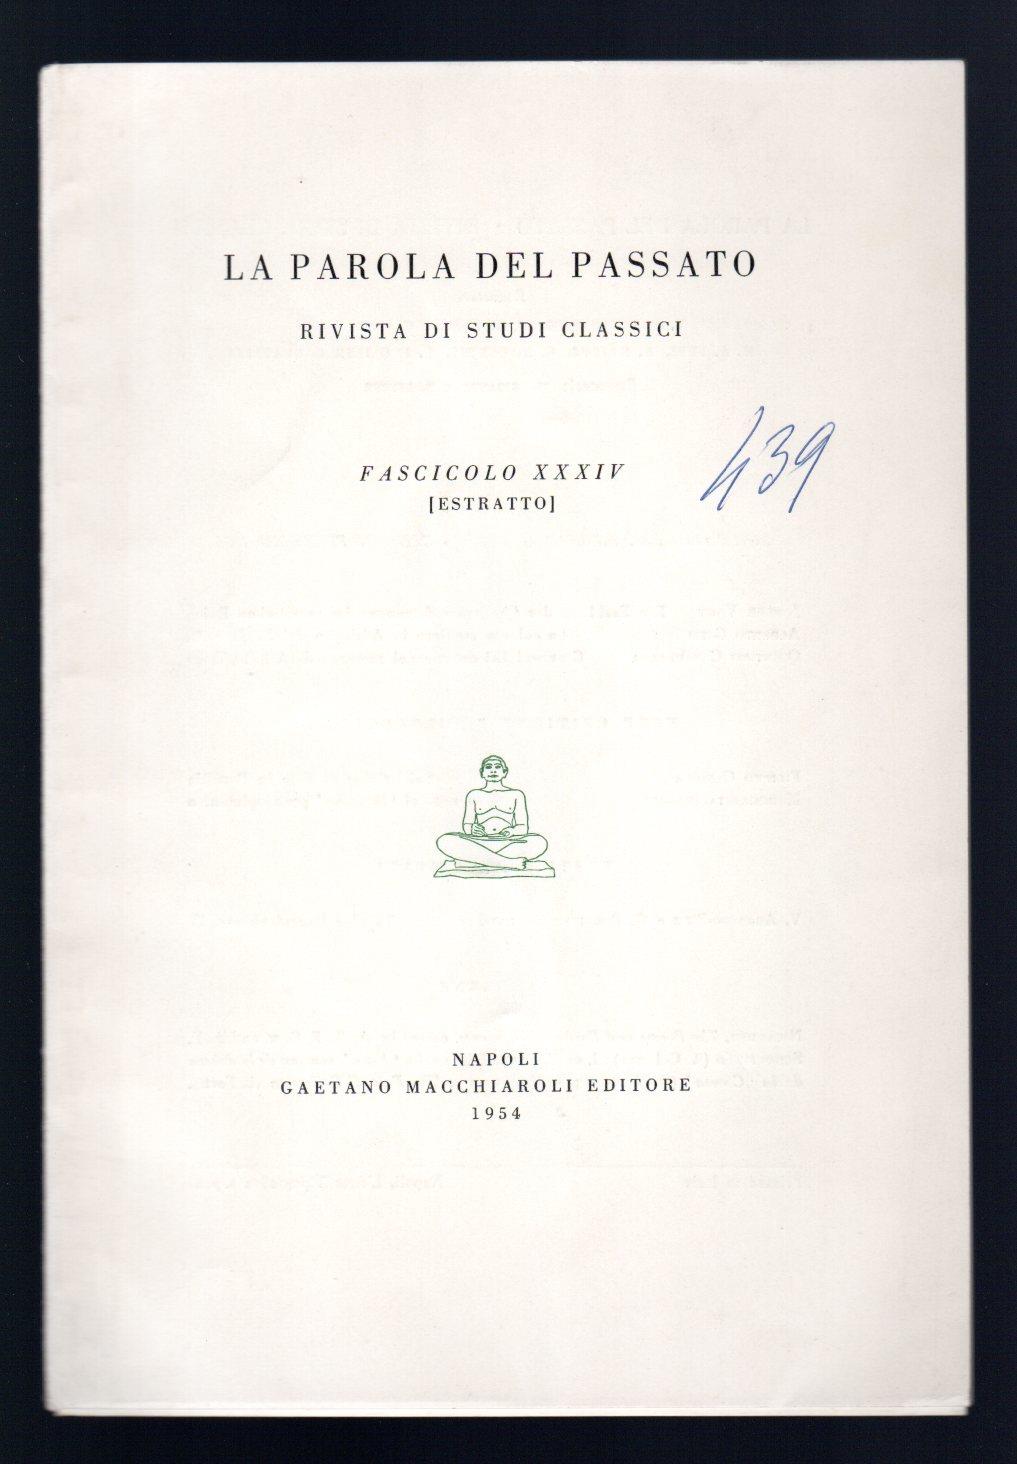 LA PAROLA DEL PASSATO
RIVISTA DI STUDI CLASSICI
439
FASCICOLO XXXIV
[ESTRATTO]
NAPOLI
GAETANO MACCHIAROLI EDITORE
1954